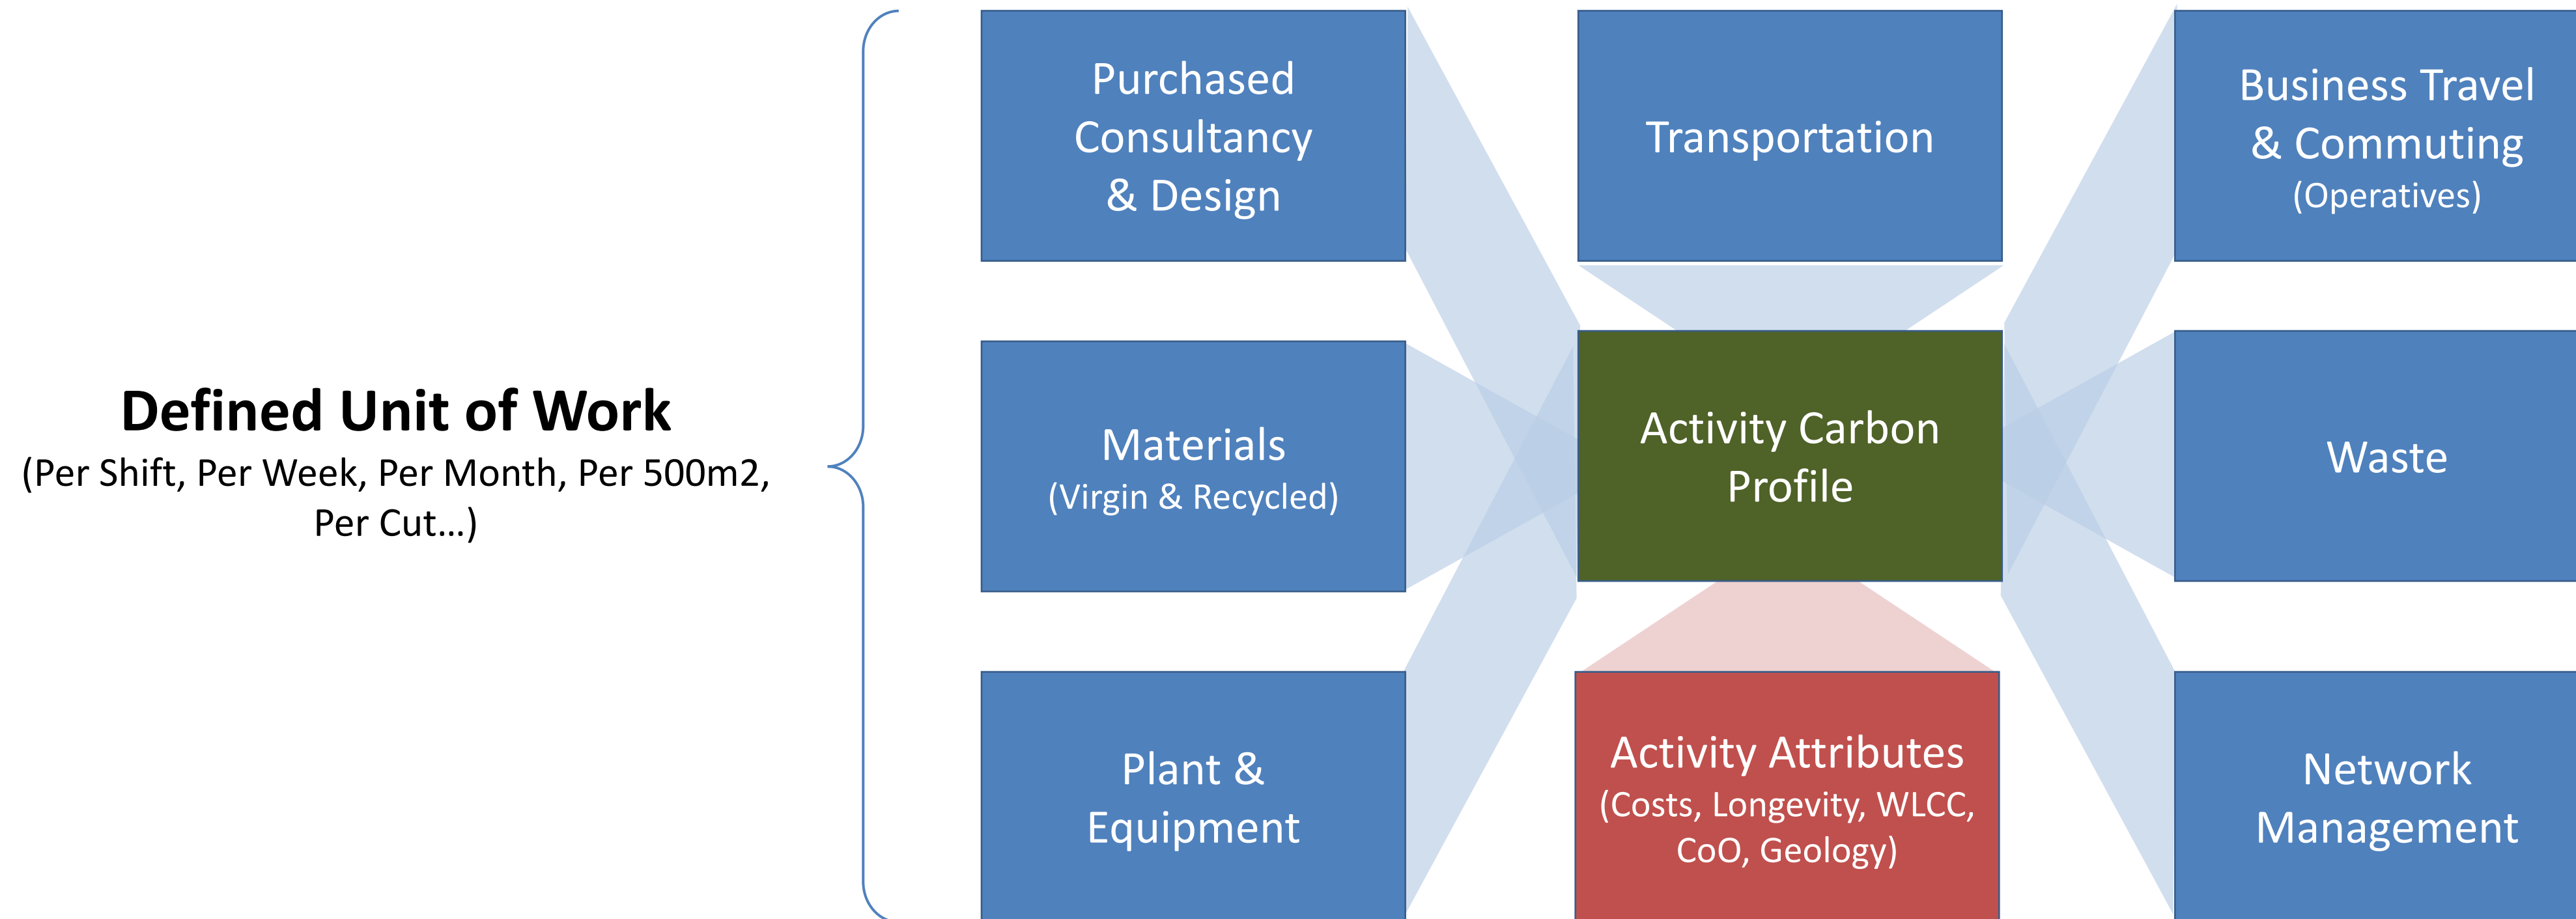 Defined Unit of Work
(Per Shift, Per Week, Per Month, Per 500m2,
Per Cut...)
Purchased
Consultancy
& Design
Transportation
Business Travel
& Commuting
(Operatives)
Materials
(Virgin & Recycled)
Activity Carbon
Profile
Waste
Plant &
Equipment
Activity Attributes
(Costs, Longevity, WLCC,
CoO, Geology)
Network
Management